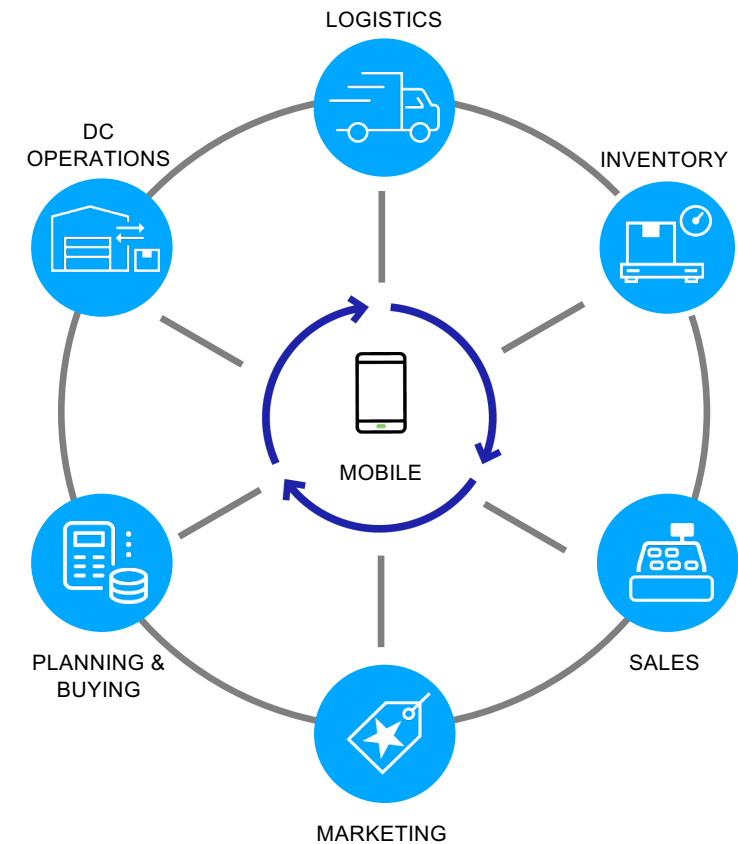 LOGISTICS
DC
OPERATIONS
INVENTORY
MOBILE
PLANNING &
BUYING
SALES
MARKETING